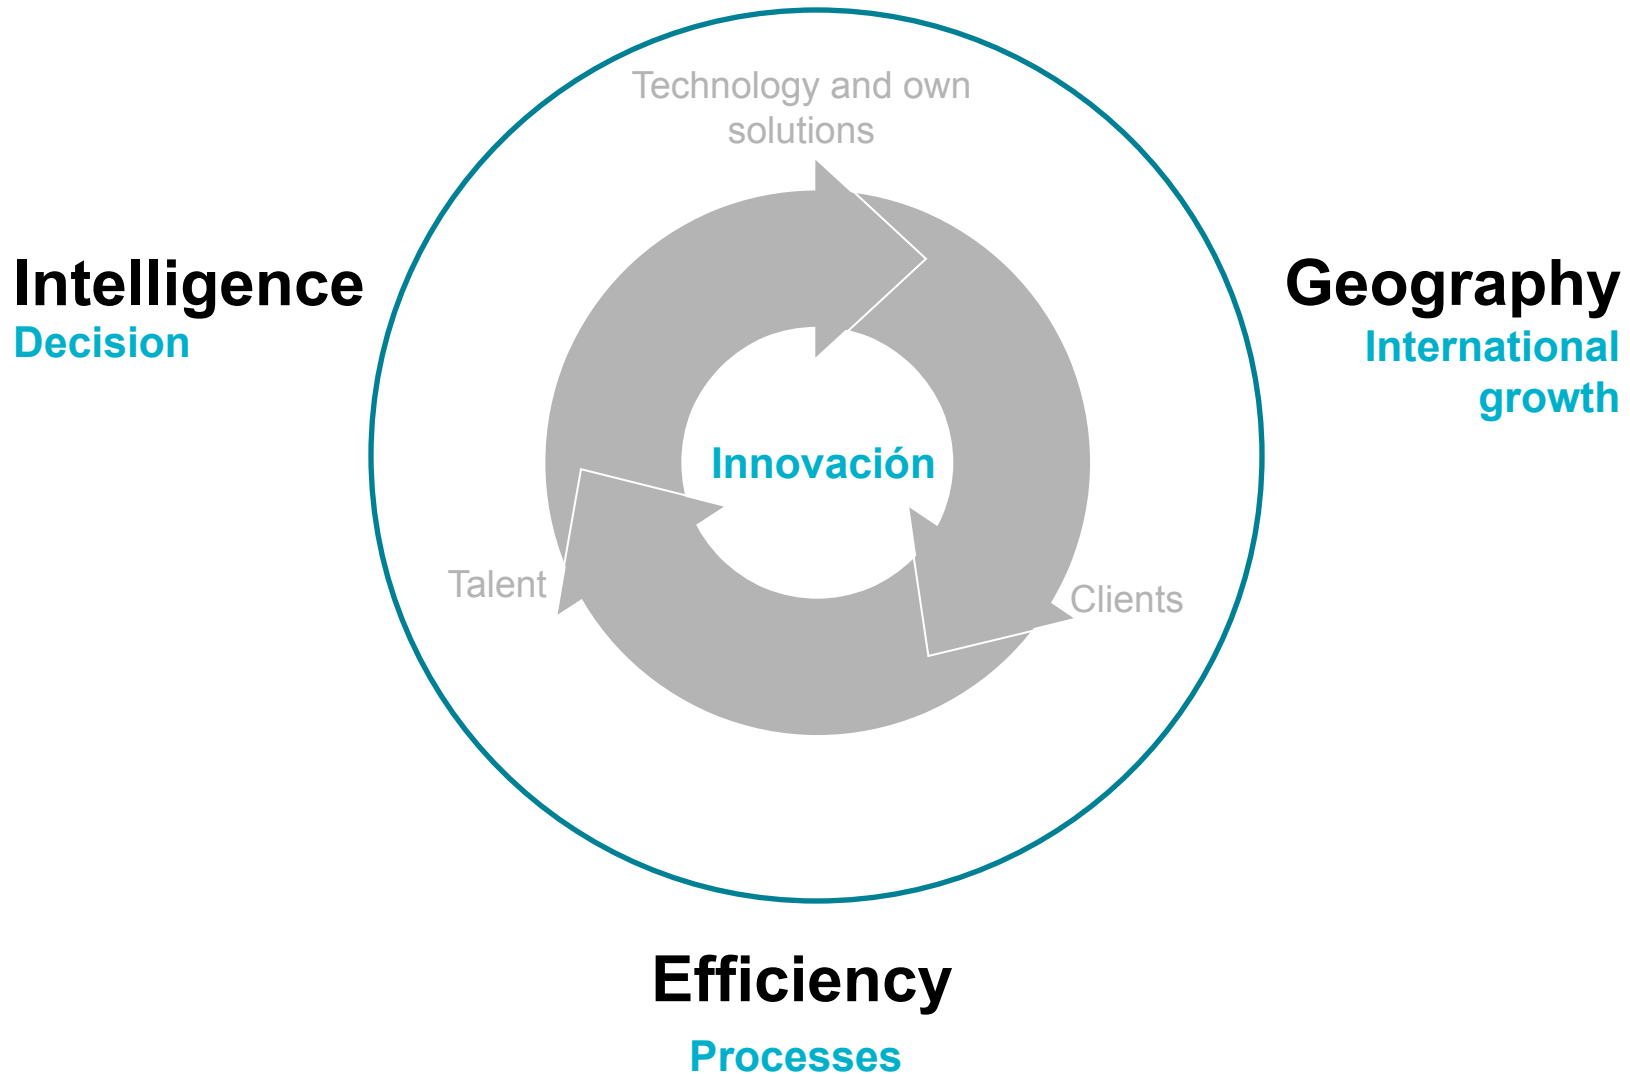 Technology and own
solutions
Intelligence
Decision
Geography
International
growth
Innovación
Talent
Clients
Efficiency
Processes